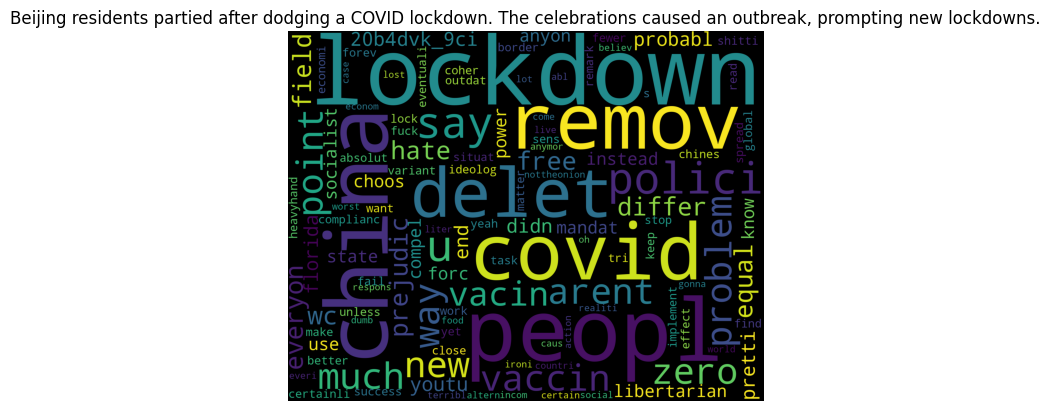 Beijing residents partied after dodging a COVID lockdown. The celebrations caused an outbreak, prompting new lockdowns.
20b4dvk_9ci
anyon
fewer
shitti
border
probabl
forev
coher
believ
economi
case
lost
eventuali
outdat
lot
abl
remark
s
read
field
lockdown
econom
lock
fuck
say
power
come
live
sens
anymor
remov
spread
global
socialist
point
china
absolut
hate
variant
situat
free
instead
chines
choos
ideolog
nottheonion
matter
polici
want
delet
differ
know
heavyhand
worst
complianc
yeah
didn
mandat
stop
equal
florida
state
prejudic
compel
u
end
oh
tri
keep
problem
covid
fail
respons
forc
task
liter
everyon
unless
way
vacin
arent
wc
dumb
work
food
yet
realiti
implement
effect
gonna
find
make
use
peopl
caus
action
world
pretti
better
close
new
ironi
countri
everi
much
youtu
vaccin
zero
certainli
success
terribl
alternincom
certain
social
libertarian